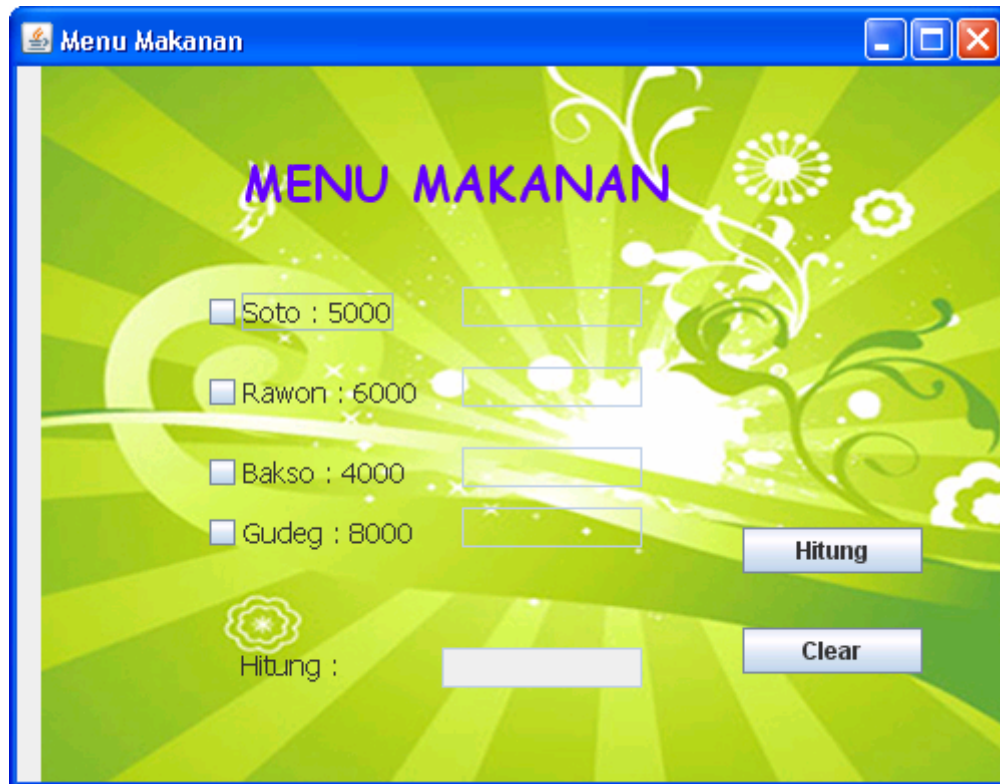 Menu Makanan
MENU MAKANAN
Soto : 5000
Rawon : 6000
Bakso : 4000
Gudeg : 8000
Hitung
Clear
Hitung :